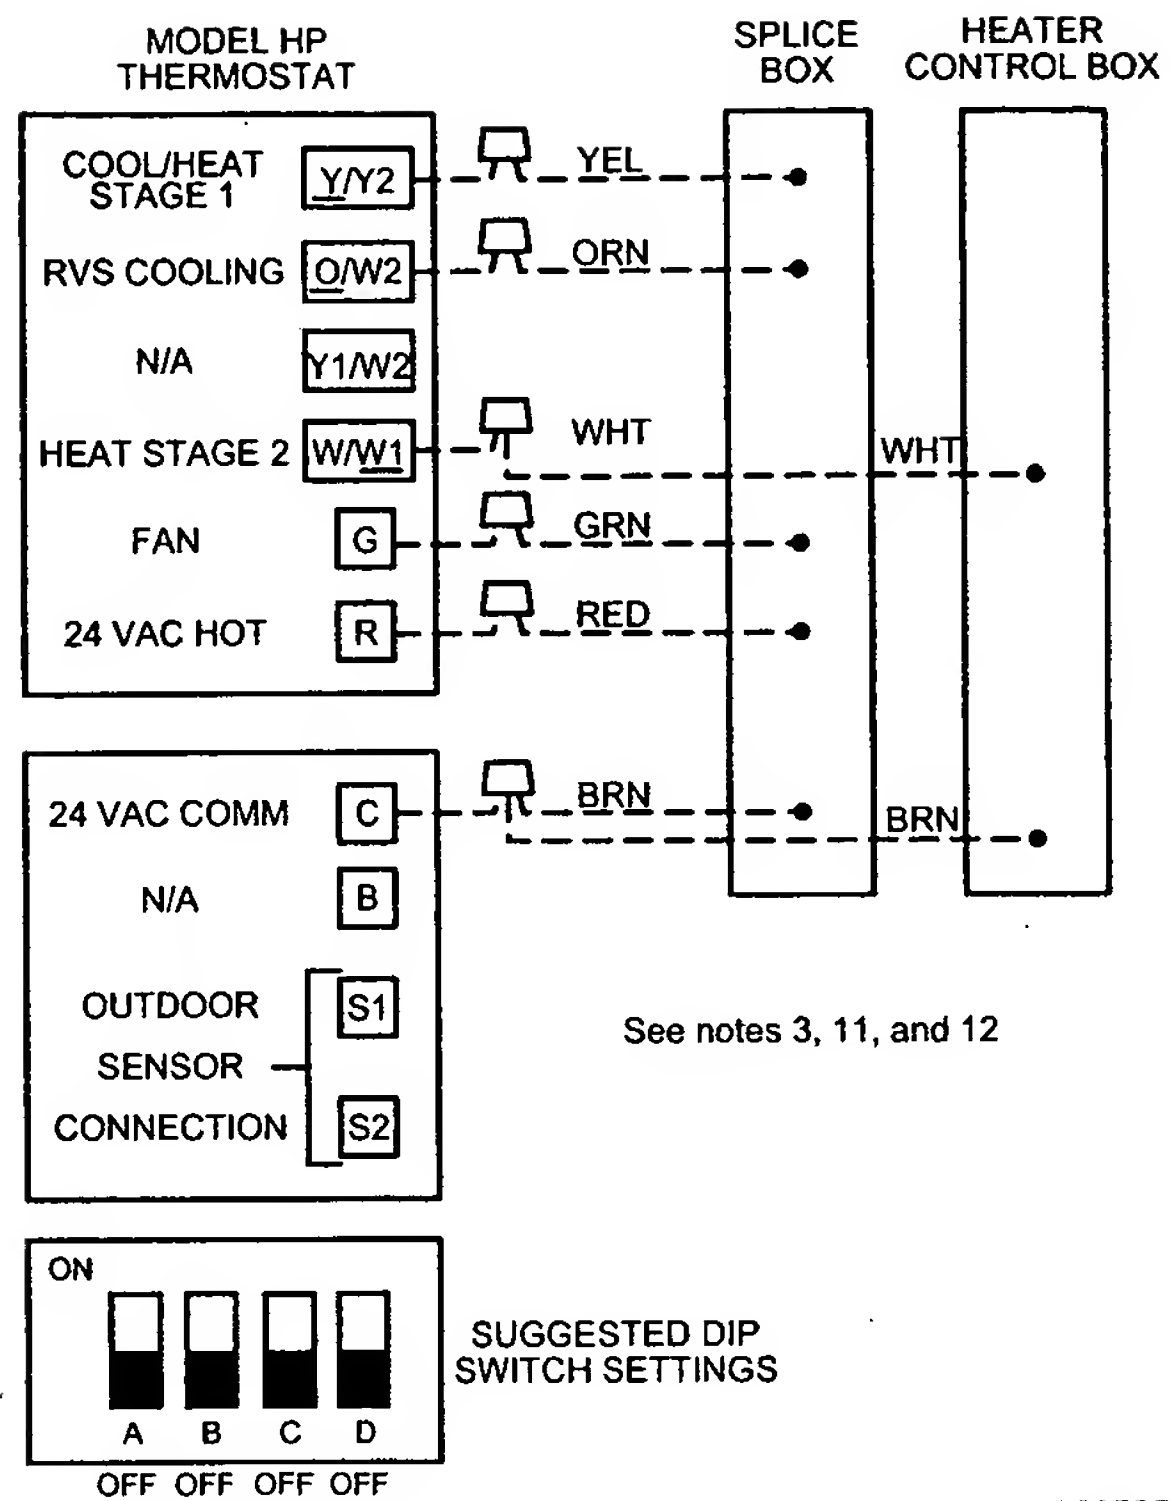 MODEL HP
THERMOSTAT
SPLICE
BOX
HEATER
CONTROL BOX
COOL/HEAT
STAGE 1
Y/Y2
YEL
RVS COOLING
O/W2
ORN
N/A
Y1/W2
HEAT STAGE 2
W/W1
WHT
WHT
FAN
G
GRN
24 VAC HOT
R
RED
24 VAC COMM
C
BRN
BRN
N/A
B
OUTDOOR
SENSOR
CONNECTION
S1
S2
See notes 3, 11, and 12
ON
A B C D
OFF OFF OFF OFF
SUGGESTED DIP
SWITCH SETTINGS